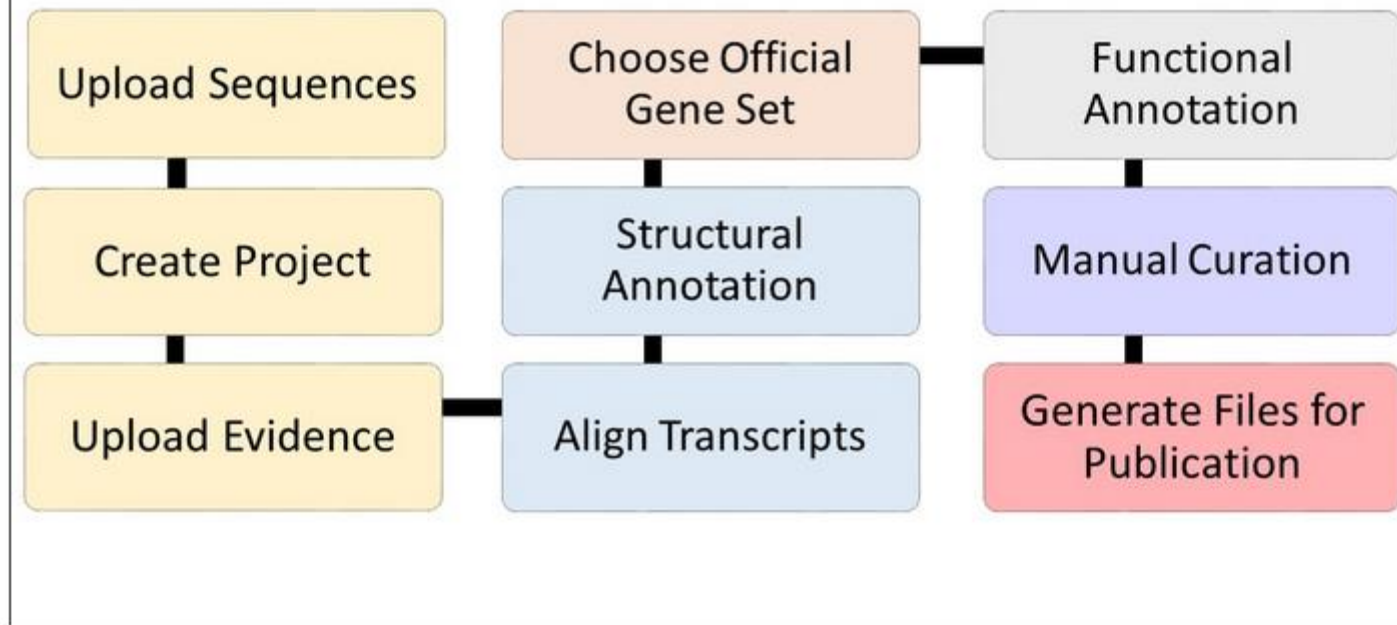 Upload Sequences
Create Project
Upload Evidence
Align Transcripts
Structural
Annotation
Choose Official
Gene Set
Functional
Annotation
Manual Curation
Generate Files for
Publication